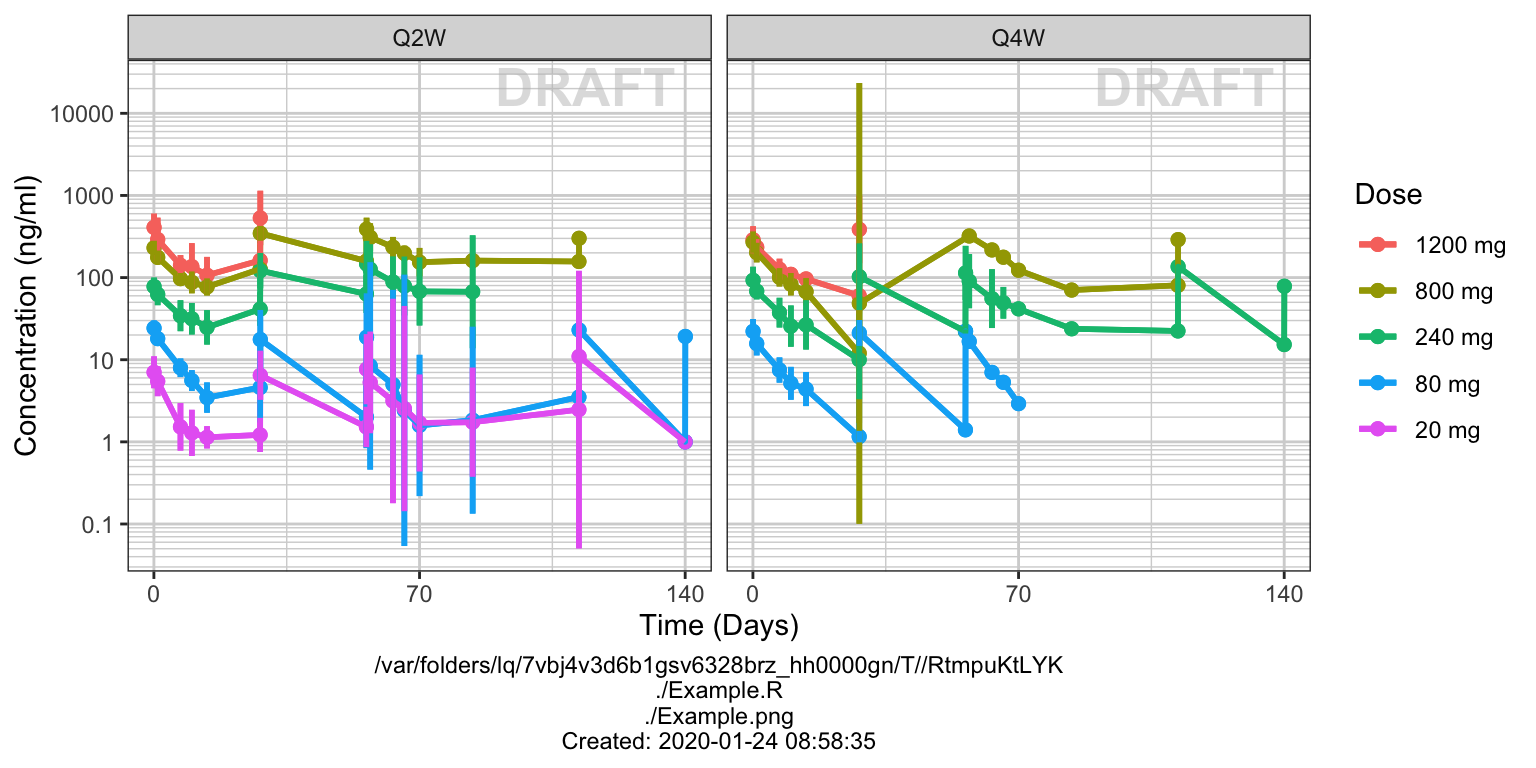 Q2W
Q4W
DRAFT
DRAFT
Concentration (ng/ml)
10000
1000
100
10
1
0.1
0
70
140
0
70
140
Time (Days)
Dose
1200 mg
800 mg
240 mg
80 mg
20 mg
/var/folders/lq/7vbj4v3d6b1gsv6328brz_hh0000gn/T//RtmpuKtLYK
./Example.R
./Example.png
Created: 2020-01-24 08:58:35